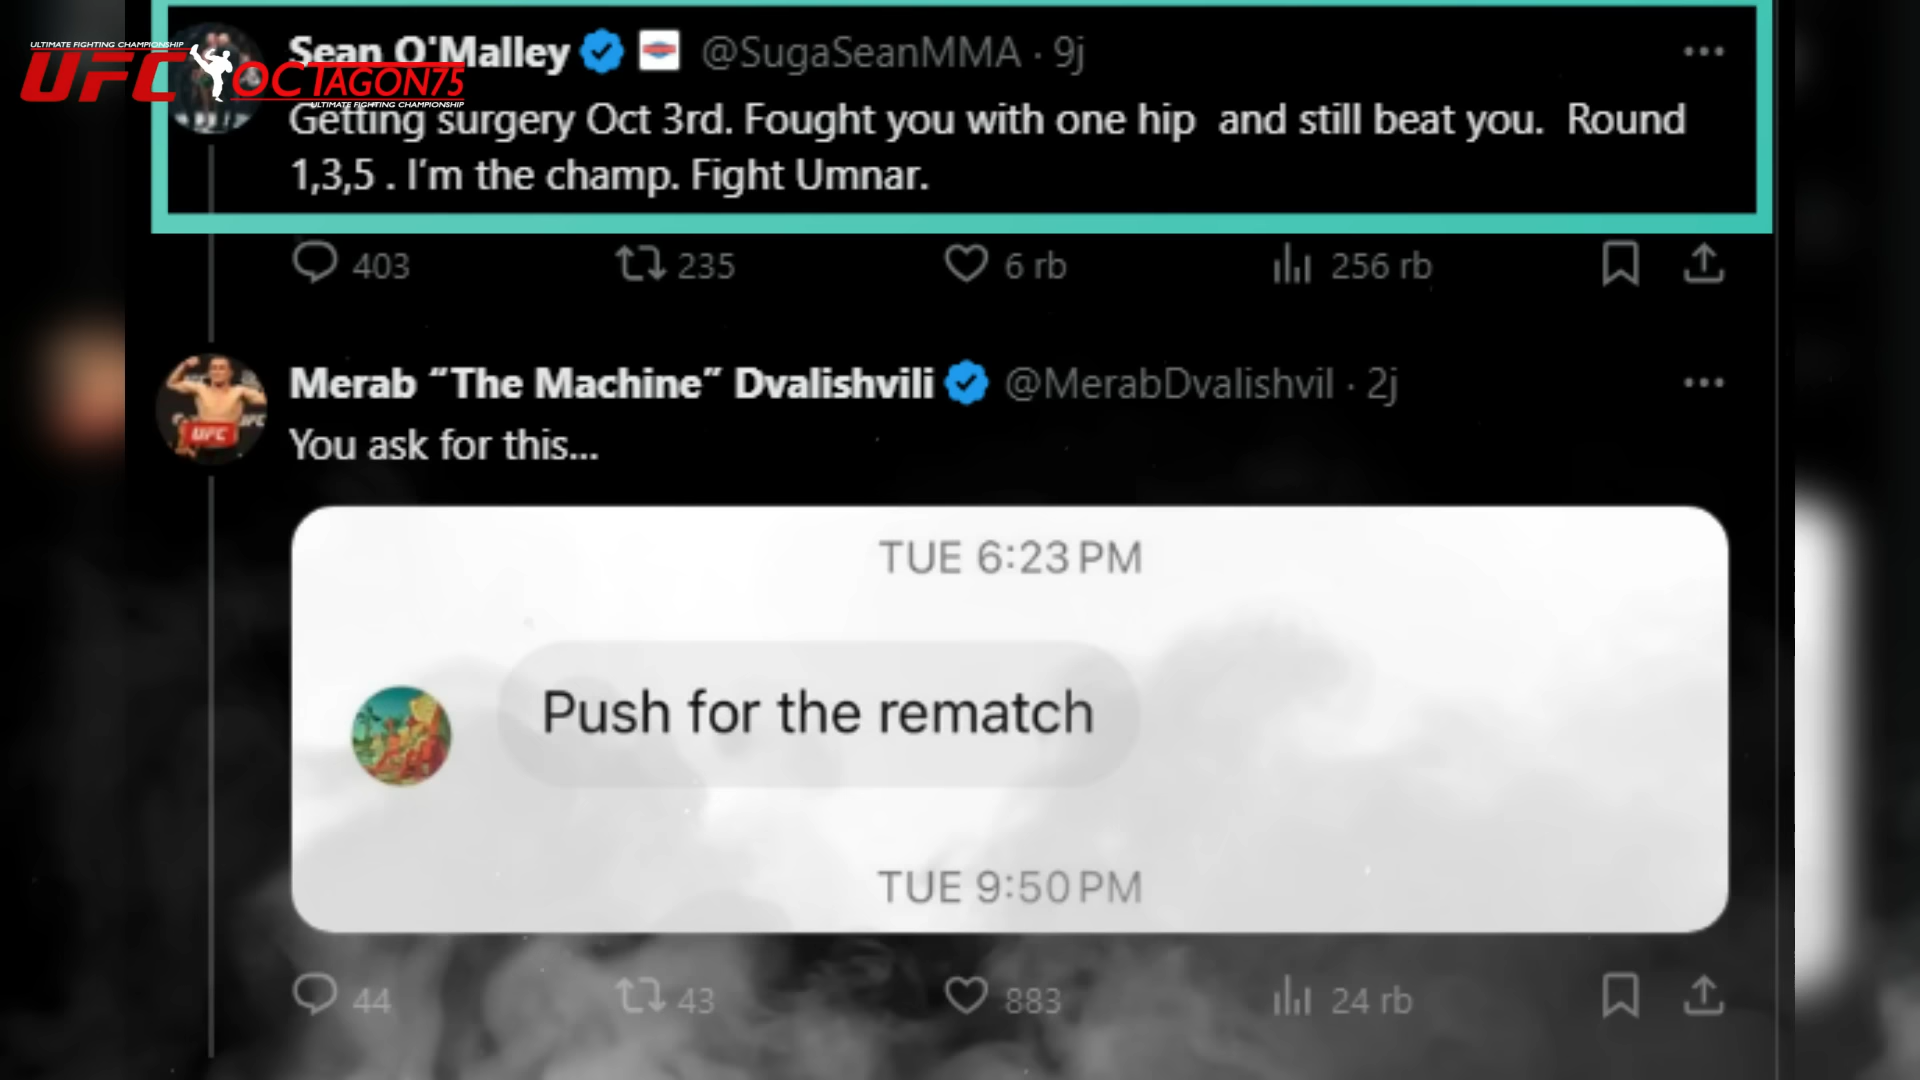 ULTIMATE FIGHTING CHAMPIONSHIP
UFC OCTAGON75
ULTIMATE FIGHTING CHAMPIONSHIP
Sean O'Malley @SugaSeanMMA · 9j
Getting surgery Oct 3rd. Fought you with one hip and still beat you. Round
1,3,5 . I'm the champ. Fight Umnar.
403 235 6 rb 256 rb
Merab “The Machine” Dvalishvili @MerabDvalishvil · 2j
You ask for this...
UFC
TUE 6:23 PM
Push for the rematch
TUE 9:50 PM
44 43 883 24 rb